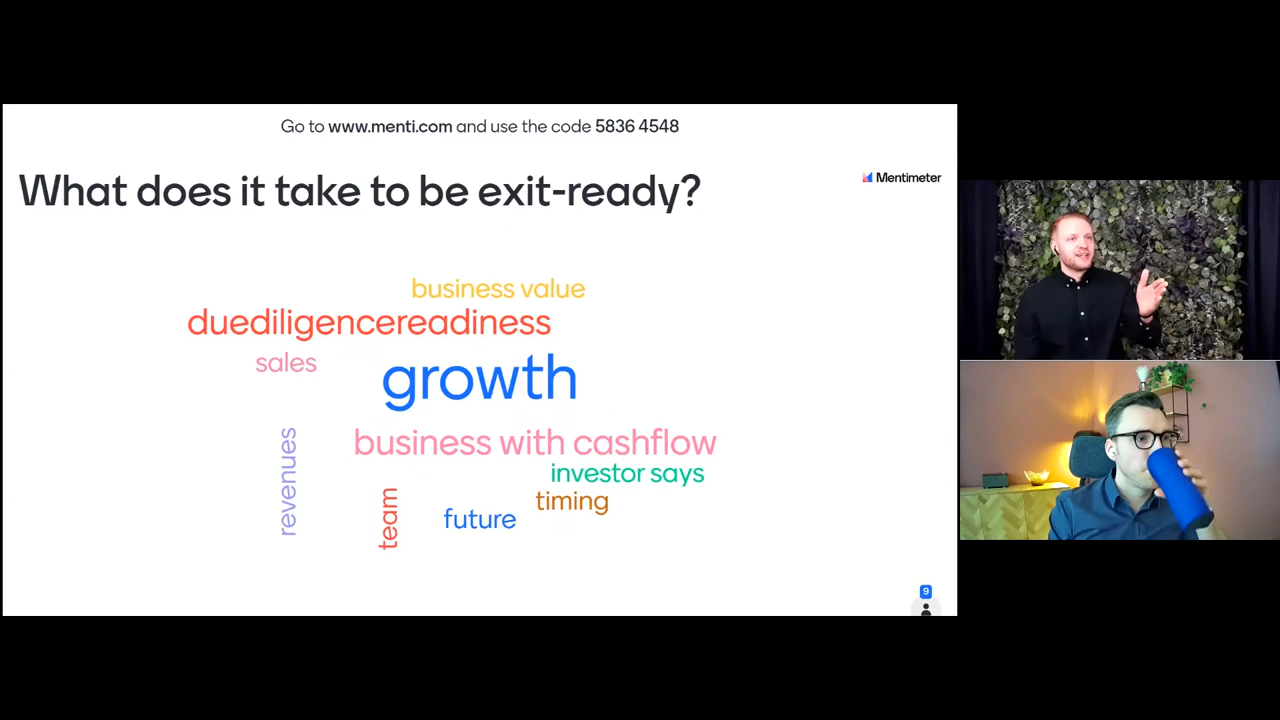 Go to www.menti.com and use the code 5836 4548
What does it take to be exit-ready?
Mentimeter
business value
duediligencereadiness
sales
growth
revenues
business with cashflow
investor says
team
timing
future
9